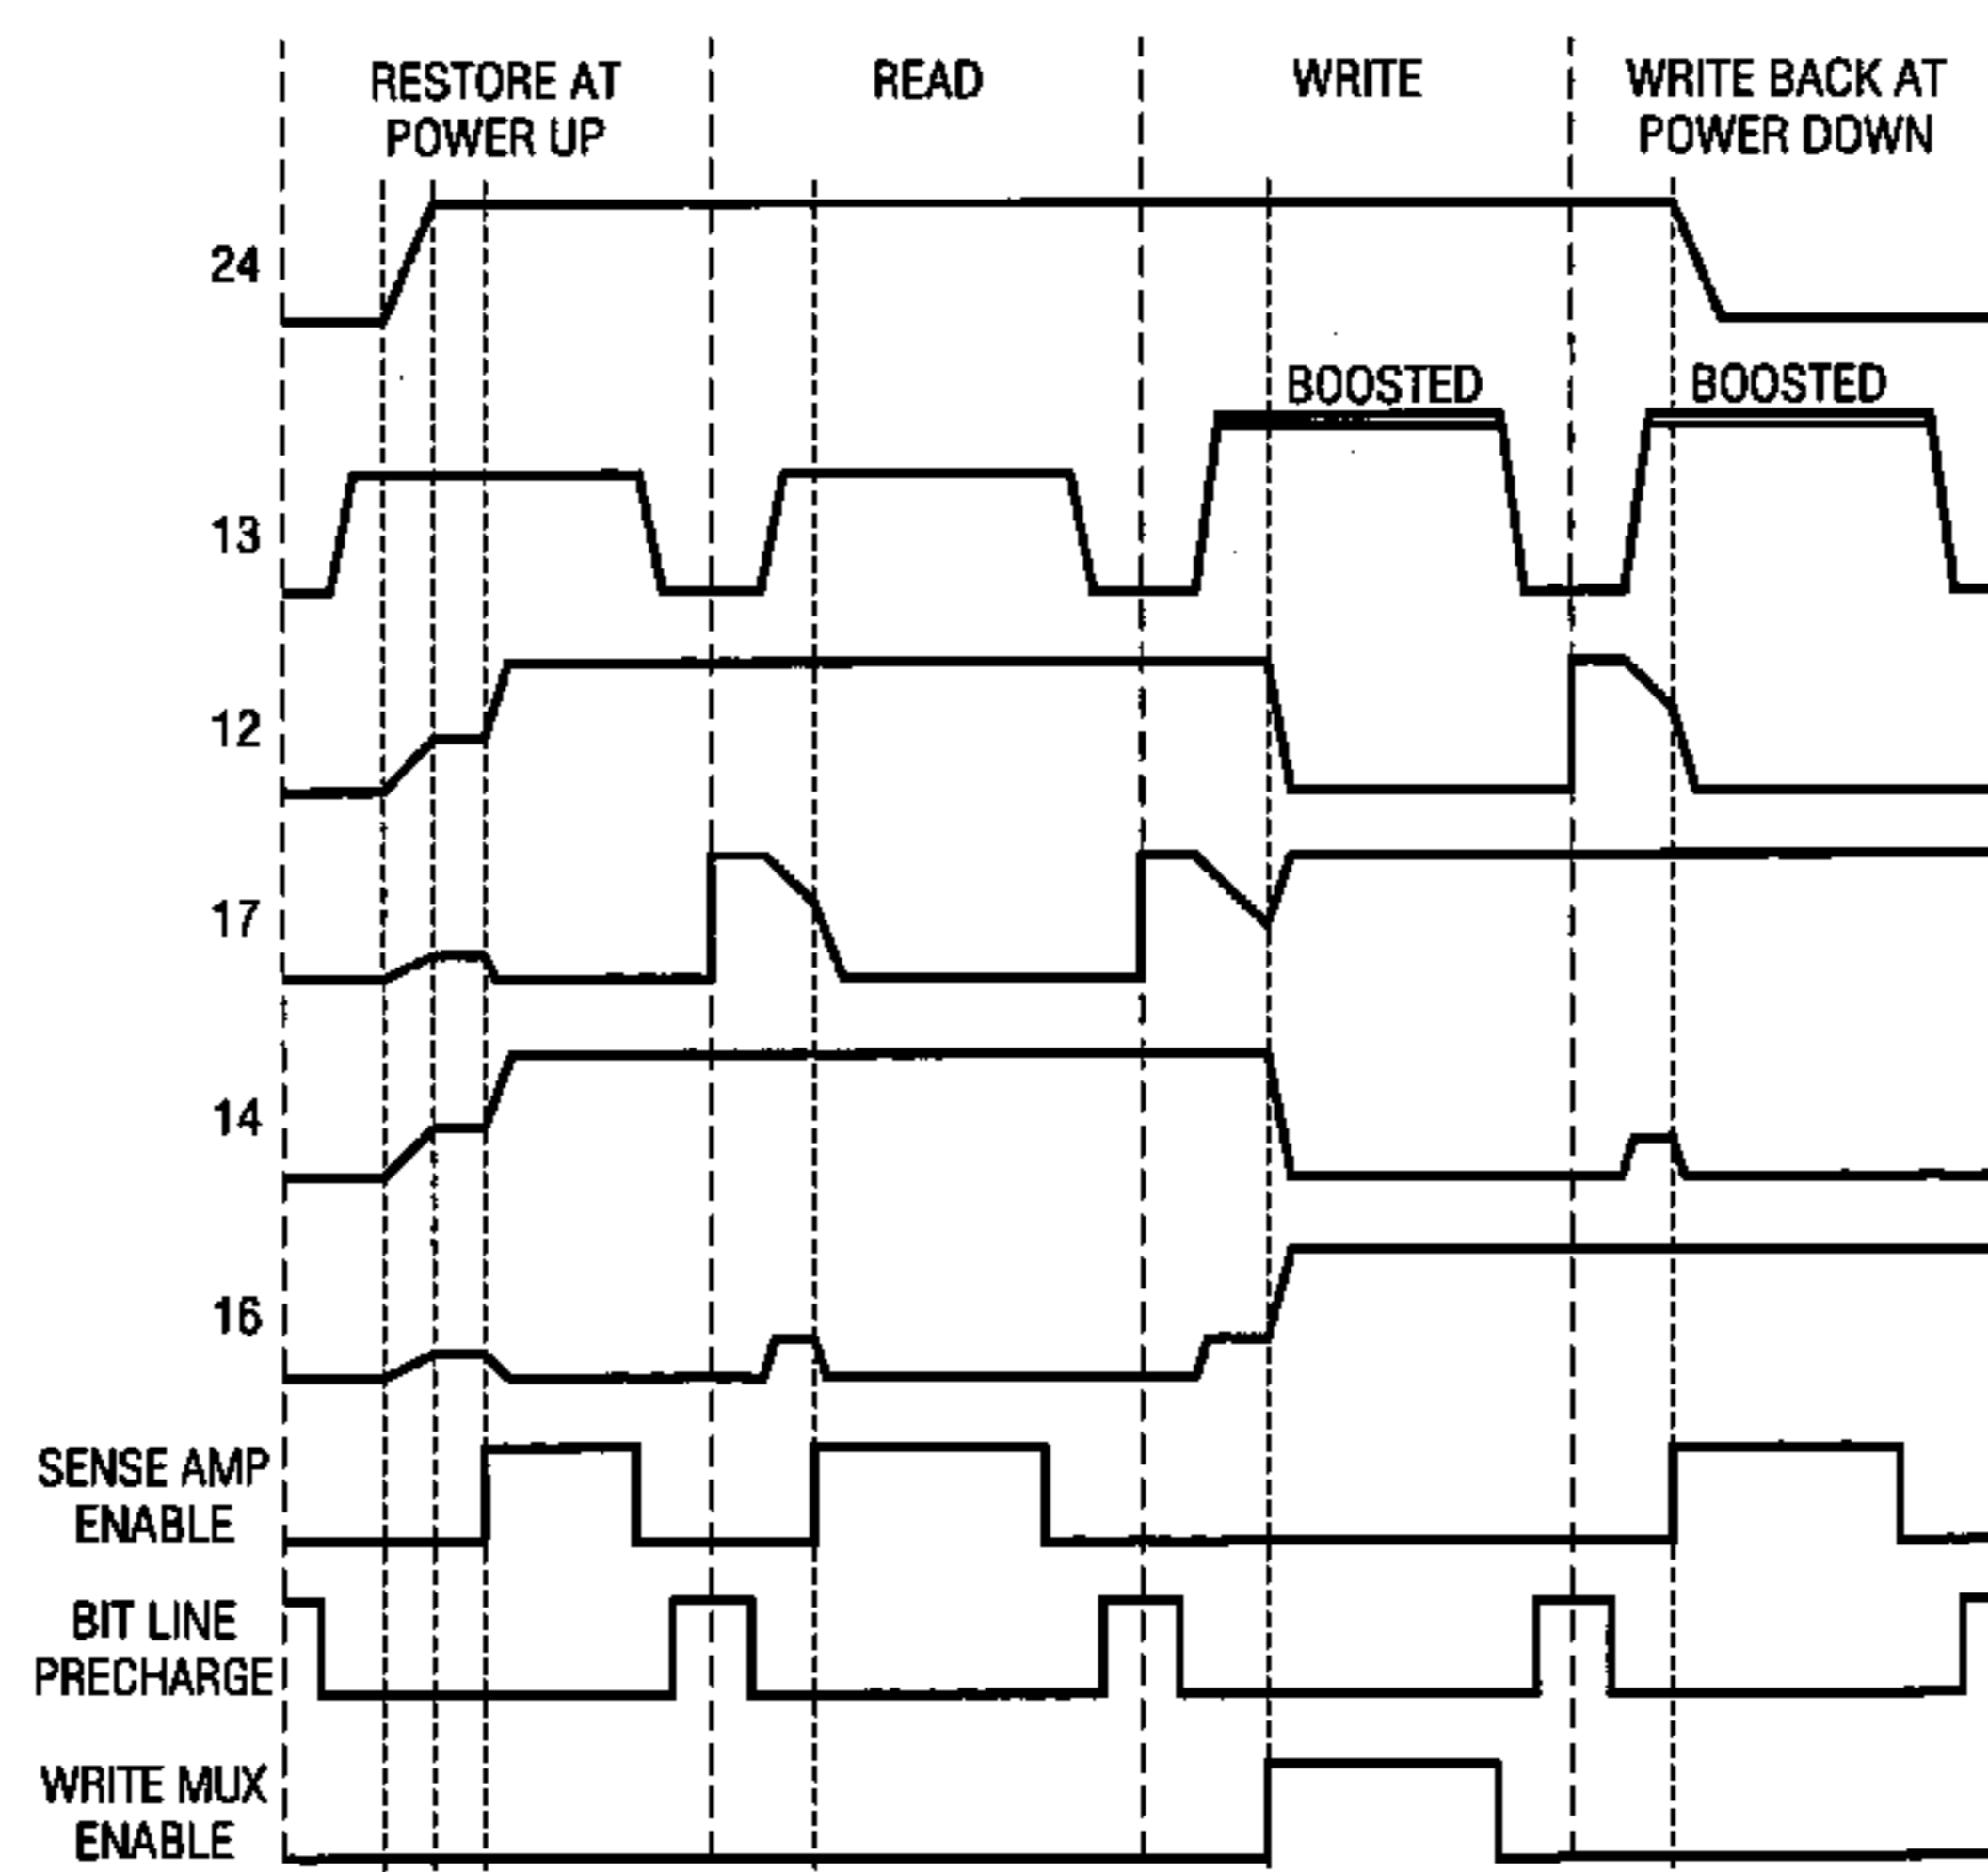 RESTORE AT
POWER UP
READ
WRITE
WRITE BACK AT
POWER DOWN
24
BOOSTED
BOOSTED
13
12
17
14
16
SENSE AMP
ENABLE
BIT LINE
PRECHARGE
WRITE MUX
ENABLE